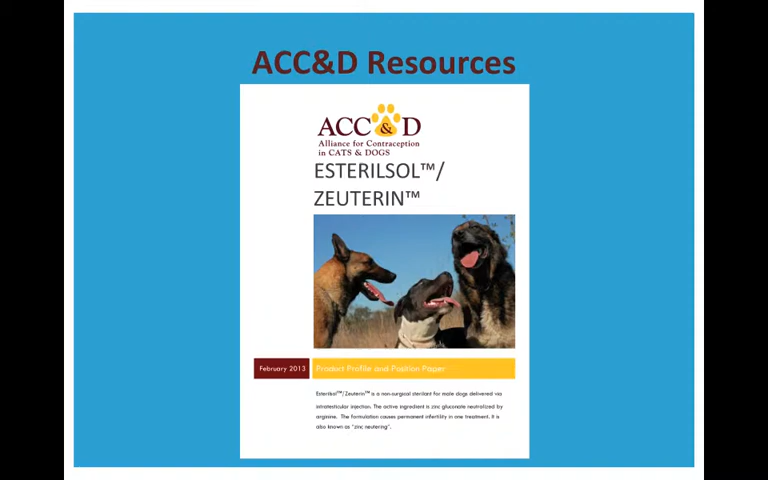 ACC&D Resources
ACC & D
Alliance for Contraception
in CATS & DOGS
ESTERILSOL™/
ZEUTERIN™
February 2013 Product Profile and Position Paper
Esterilsol™/Zeuterin™ is a non-surgical sterilant for male dogs delivered via
intratesticular injection. The active ingredient is zinc gluconate neutralized by
arginine. The formulation causes permanent infertility in one treatment. It is
also known as "zinc neutering".